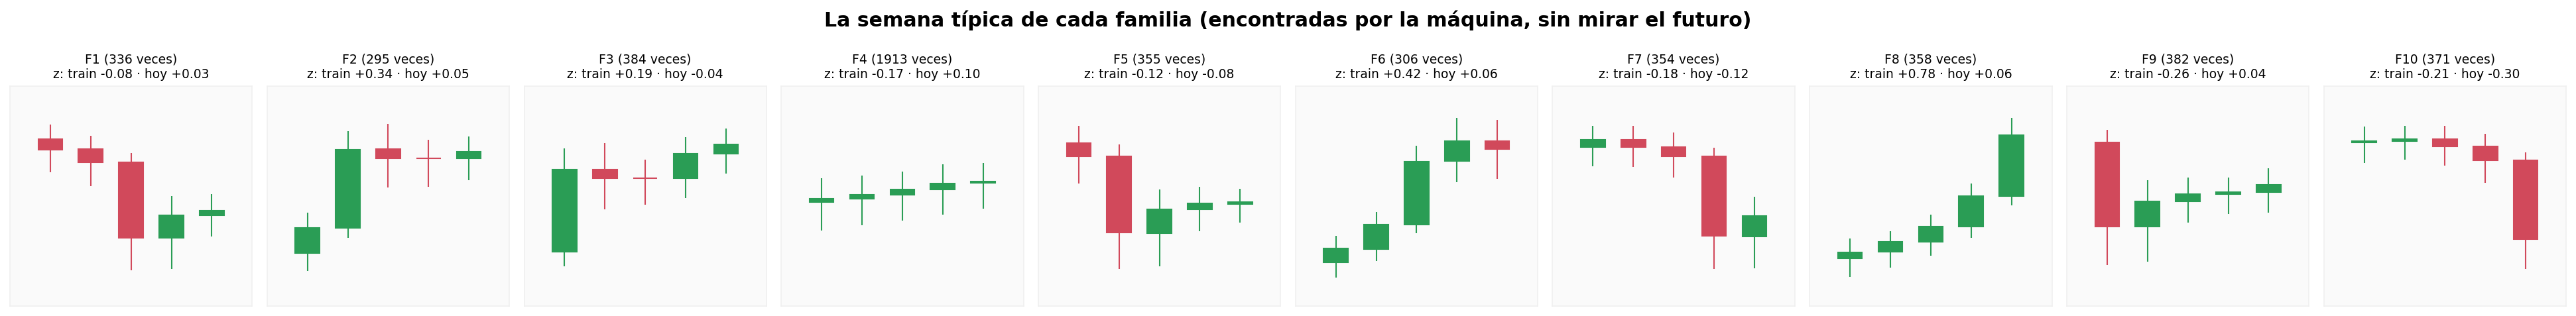 La semana típica de cada familia (encontradas por la máquina, sin mirar el futuro)
F1 (336 veces)
z: train -0.08 · hoy +0.03
F2 (295 veces)
z: train +0.34 · hoy +0.05
F3 (384 veces)
z: train +0.19 · hoy -0.04
F4 (1913 veces)
z: train -0.17 · hoy +0.10
F5 (355 veces)
z: train -0.12 · hoy -0.08
F6 (306 veces)
z: train +0.42 · hoy +0.06
F7 (354 veces)
z: train -0.18 · hoy -0.12
F8 (358 veces)
z: train +0.78 · hoy +0.06
F9 (382 veces)
z: train -0.26 · hoy +0.04
F10 (371 veces)
z: train -0.21 · hoy -0.30